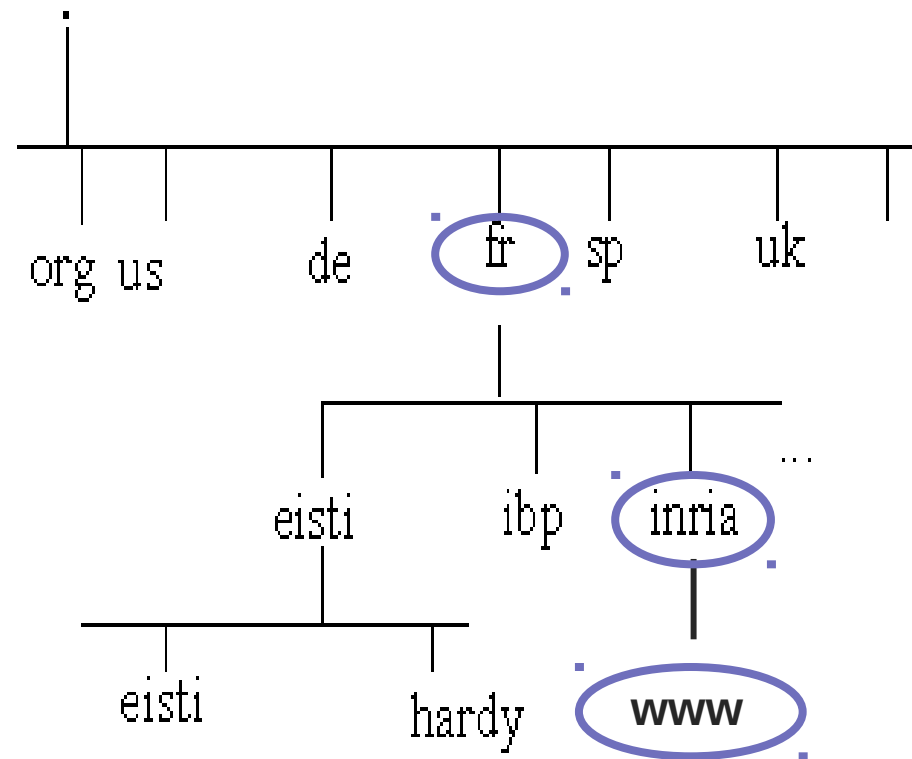 .
org us de fr sp uk
...
eisti ibp inria
eisti hardy www